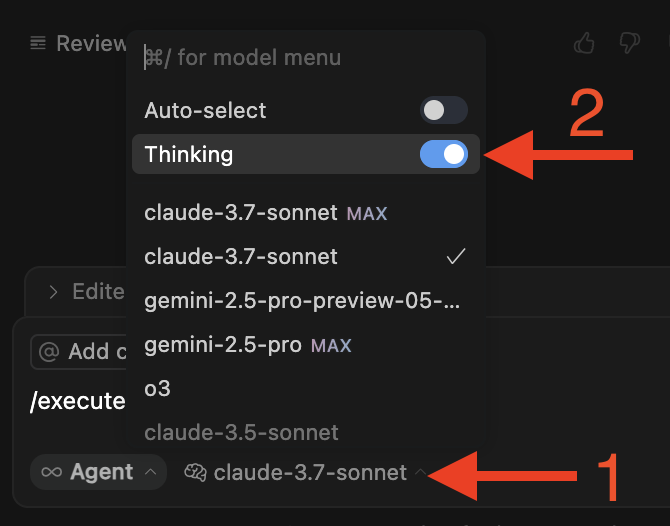 Review
⌘/ for model menu
2
Auto-select
Thinking
claude-3.7-sonnet MAX
claude-3.7-sonnet
gemini-2.5-pro-preview-05-...
gemini-2.5-pro MAX
o3
claude-3.5-sonnet
Edite
@ Add c
/execute
∞ Agent
claude-3.7-sonnet
1